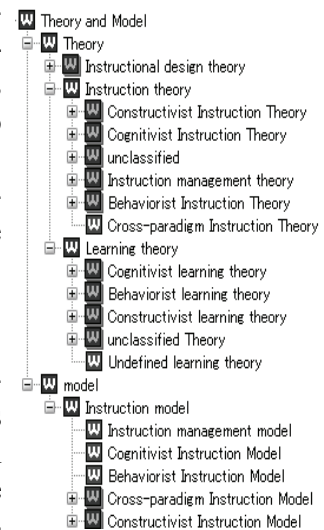 Theory and Model
Theory
Instructional design theory
Instruction theory
Constructivist Instruction Theory
Cognitivist Instruction Theory
unclassified
Instruction management theory
Behaviorist Instruction Theory
Cross-paradigm Instruction Theory
Learning theory
Cognitivist learning theory
Behaviorist learning theory
Constructivist learning theory
unclassified Theory
Undefined learning theory
model
Instruction model
Instruction management model
Cognitivist Instruction Model
Behaviorist Instruction Model
Cross-paradigm Instruction Model
Constructivist Instruction Model